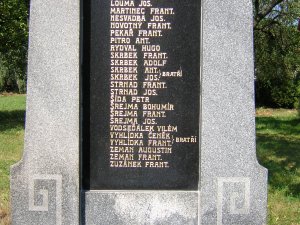 LOUMA JOS.
MARTINEC FRANT.
NESVADBA JOS.
NOVOTNÝ FRANT.
PEKAŘ FRANT.
PITRO ANT.
RYDVAL HUGO
SKRBEK FRANT.
SKRBEK ADOLF
SKRBEK ANT.
SKRBEK JOS. BRATŘI
STRNAD FRANT.
STRNAD JOS.
ŠÍDA PETR
ŠREJMA BOHUMÍR
ŠREJMA FRANT.
ŠREJMA JOS.
VODSEĎÁLEK VILÉM
VYHLÍDKA ČENĚK
VYHLÍDKA FRANT. BRATŘI
ZEMAN AUGUSTIN
ZEMAN FRANT.
ZUZÁNEK FRANT.